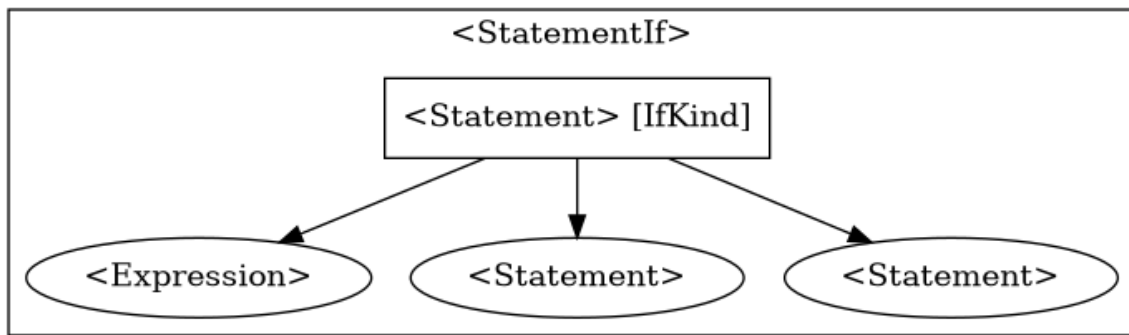 <StatementIf>
<Statement> [IfKind]
<Expression>
<Statement>
<Statement>